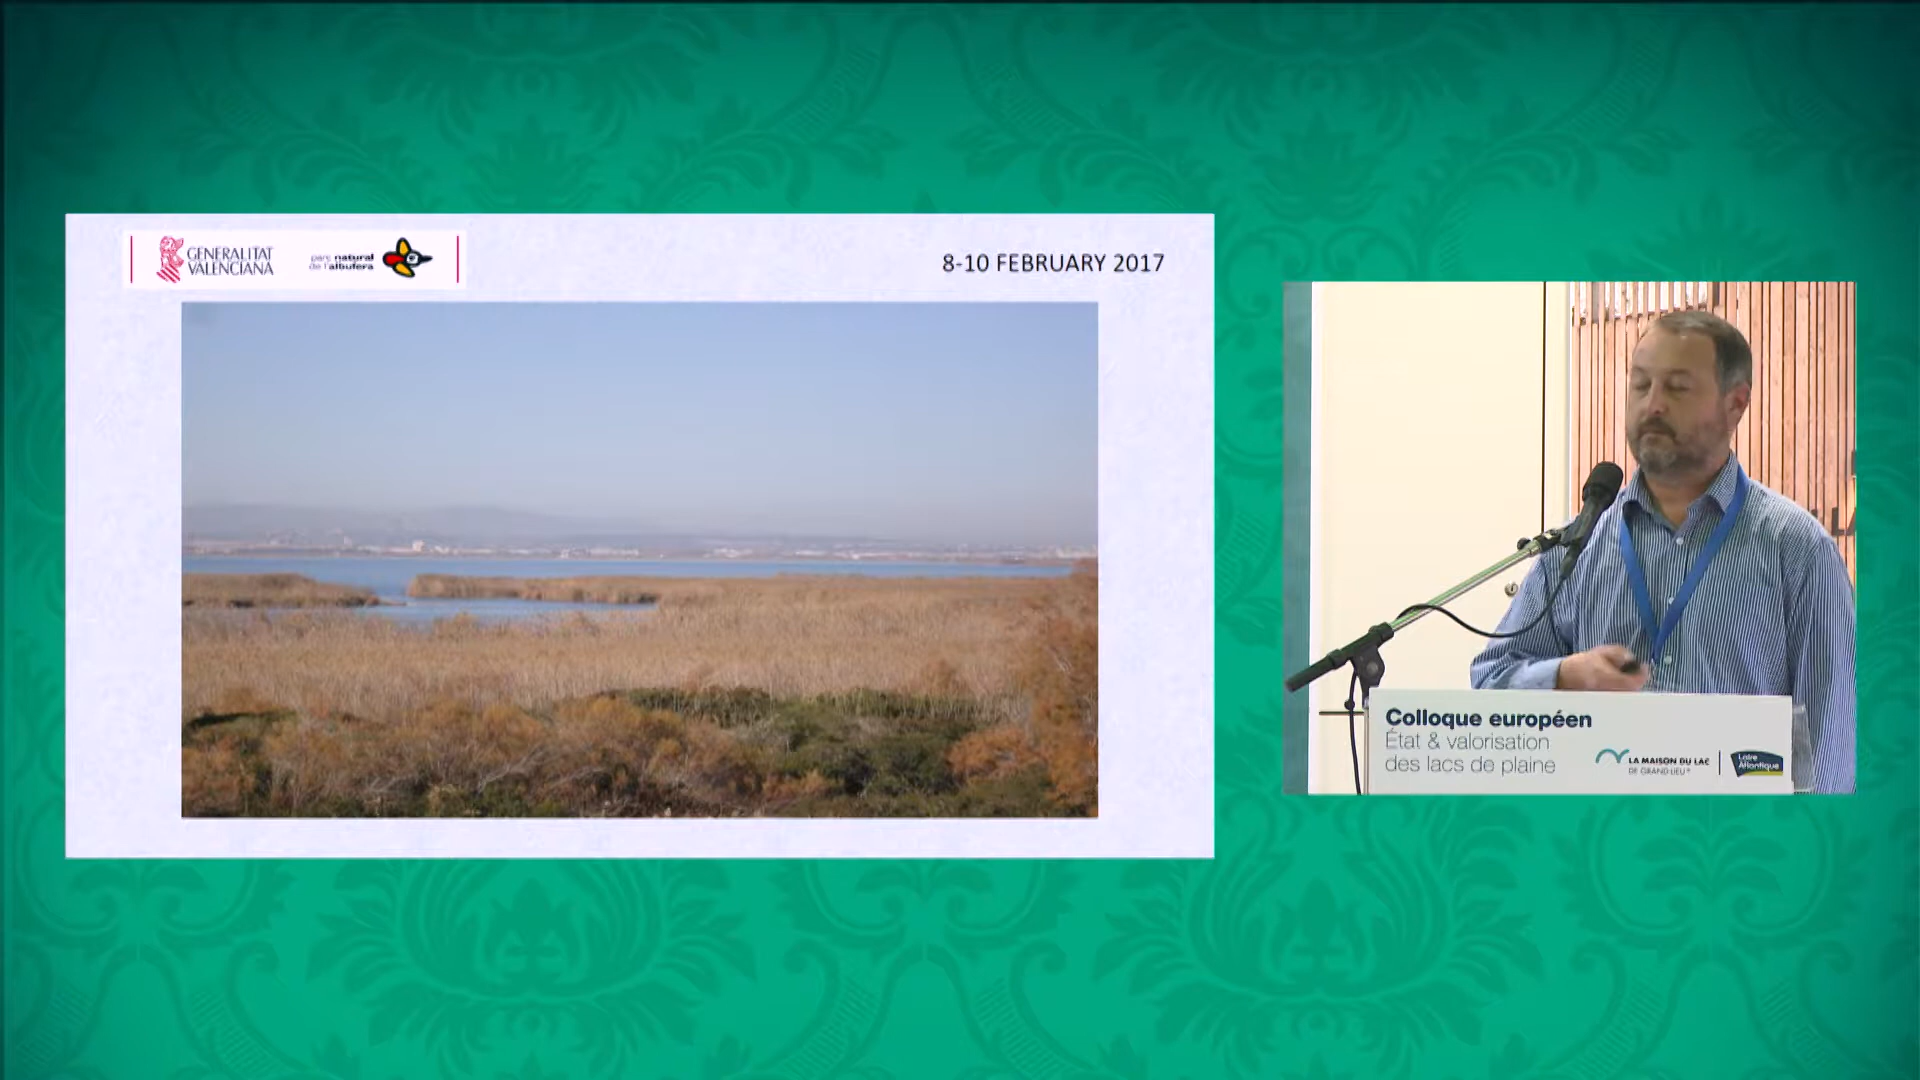 GENERALITAT
VALENCIANA
parc natural
de l'albufera
8-10 FEBRUARY 2017
Colloque européen
État & valorisation
des lacs de plaine
LA MAISON DU LAC
DE GRAND-LIEU
Loire
Atlantique